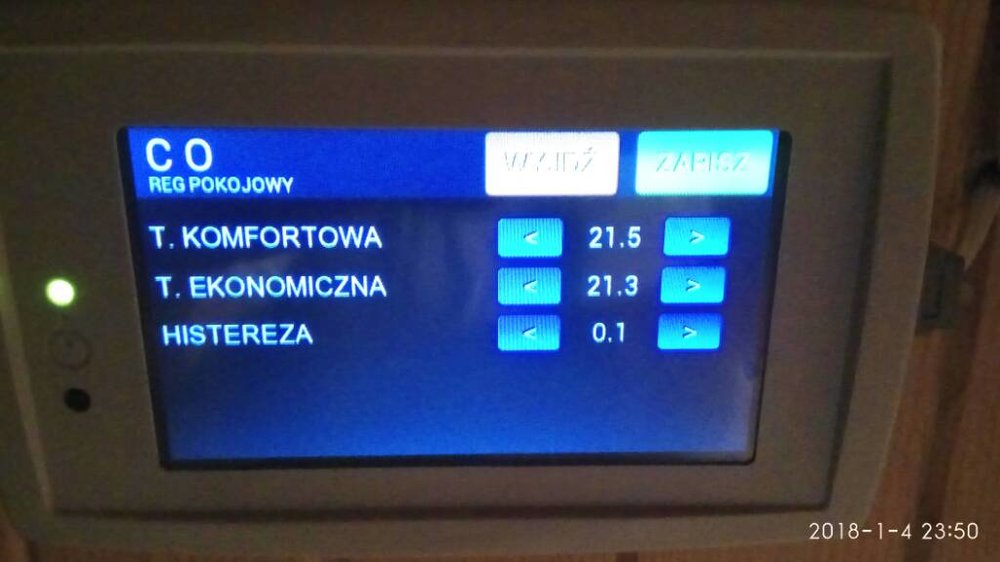 C O
REG POKOJOWY
WYJDŹ
ZAPISZ
T. KOMFORTOWA < 21.5 >
T. EKONOMICZNA < 21.3 >
HISTEREZA < 0.1 >
2018-1-4 23:50